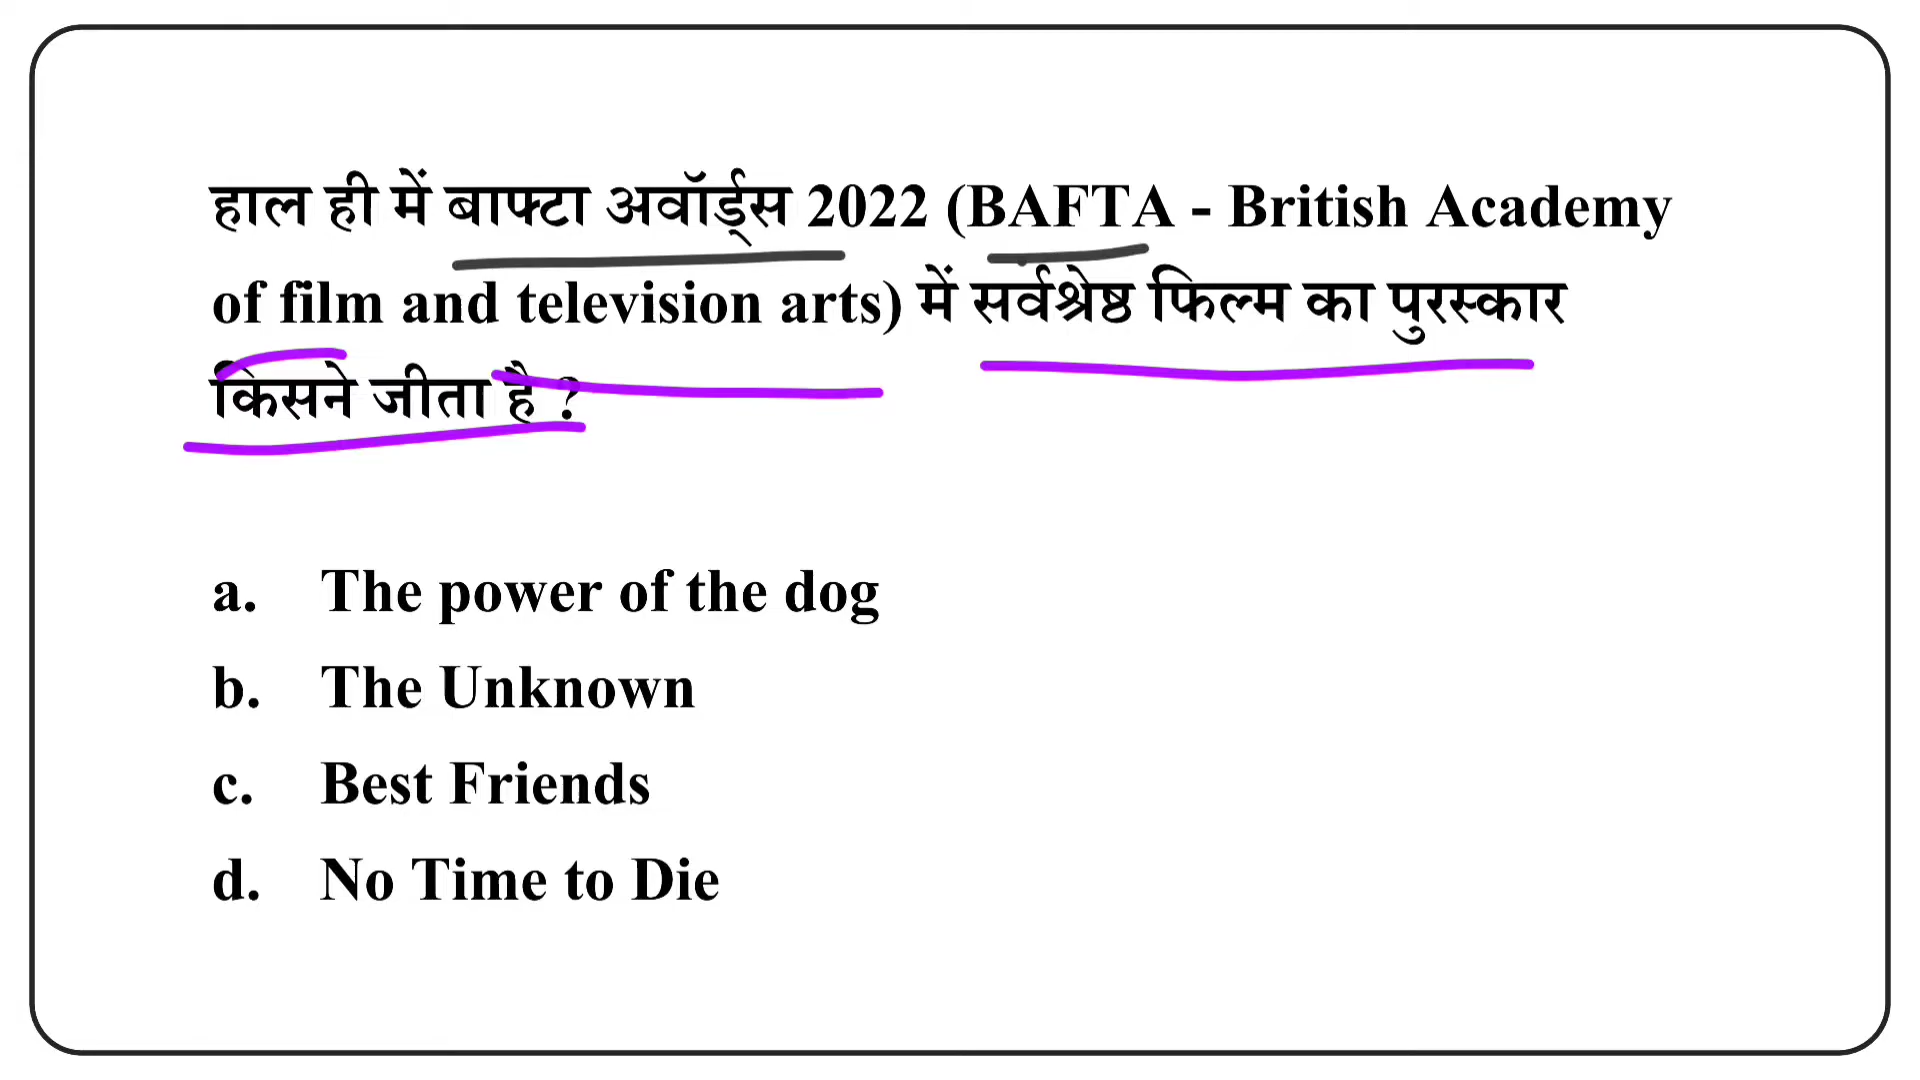 हाल ही में बाफ्टा अवॉर्ड्स 2022 (BAFTA - British Academy
of film and television arts) में सर्वश्रेष्ठ फिल्म का पुरस्कार
किसने जीता है ?
a. The power of the dog
b. The Unknown
c. Best Friends
d. No Time to Die